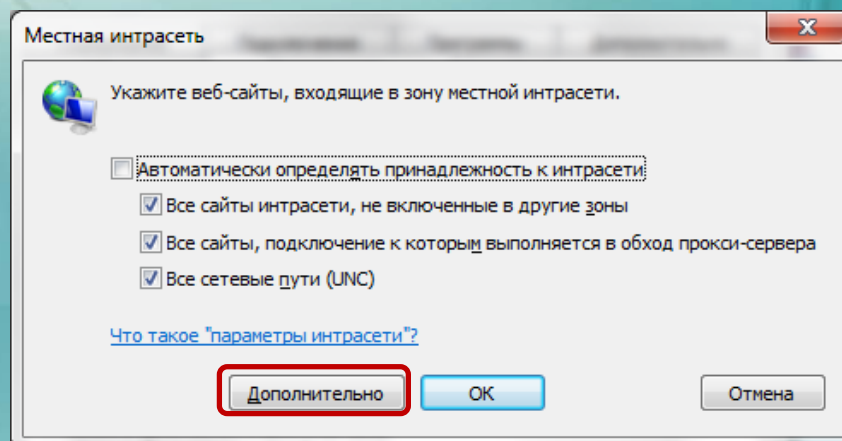 Местная интрасеть
Укажите веб-сайты, входящие в зону местной интрасети.
Автоматически определять принадлежность к интрасети
Все сайты интрасети, не включенные в другие зоны
Все сайты, подключение к которым выполняется в обход прокси-сервера
Все сетевые пути (UNC)
Что такое "параметры интрасети"?
Дополнительно ОК Отмена